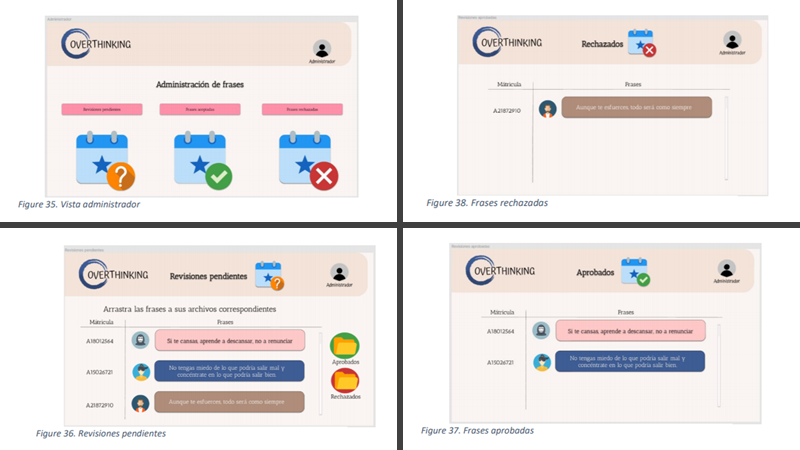 Administrador
OVERTHINKING
Administrador
Administración de frases
Revisiones pendientes
Frases aceptadas
Frases rechazadas
Figure 35. Vista administrador
Revisiones aprobadas
OVERTHINKING
Rechazados
Administrador
Mátricula
Frases
A21872910
Aunque te esfuerces, todo será como siempre
Figure 38. Frases rechazadas
Revisiones pendientes
OVERTHINKING
Revisiones pendientes
Administrador
Arrastra las frases a sus archivos correspondientes
Mátricula
Frases
A18012564
Si te cansas, aprende a descansar, no a renunciar
A15026721
No tengas miedo de lo que podría salir mal y
concéntrate en lo que podría salir bien.
A21872910
Aunque te esfuerces, todo será como siempre
Aprobados
Rechazados
Figure 36. Revisiones pendientes
Revisiones aprobadas
OVERTHINKING
Aprobados
Administrador
Mátricula
Frases
A18012564
Si te cansas, aprende a descansar, no a renunciar
A15026721
No tengas miedo de lo que podría salir mal y
concéntrate en lo que podría salir bien.
Figure 37. Frases aprobadas